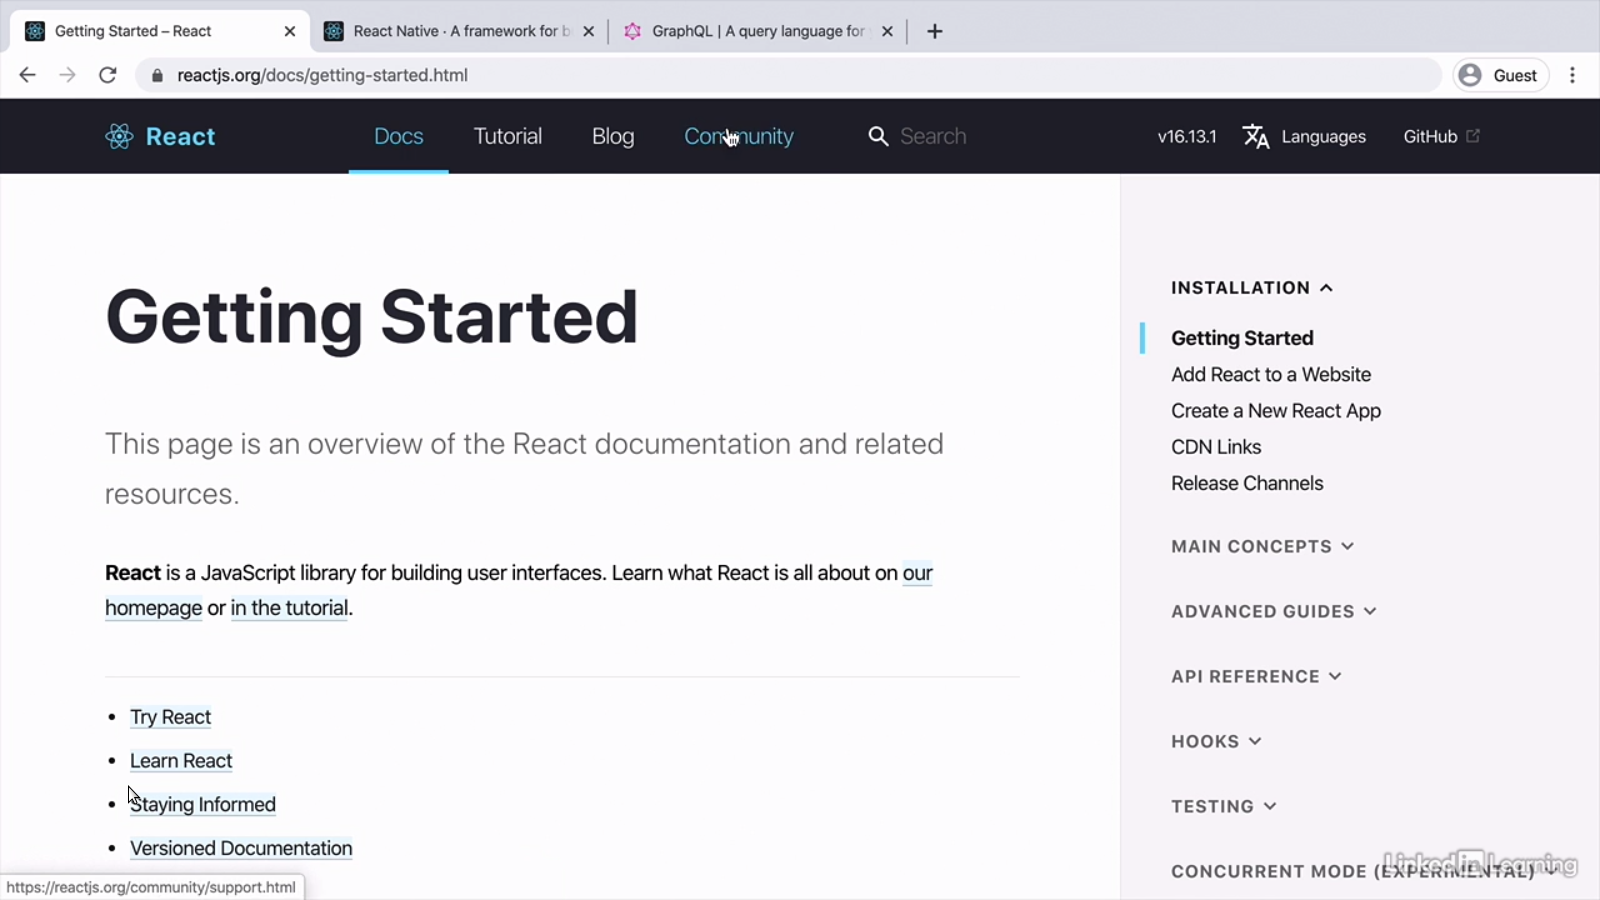 Getting Started – React
React Native · A framework for b
GraphQL | A query language for
reactjs.org/docs/getting-started.html
Guest
React
Docs
Tutorial
Blog
Community
Search
v16.13.1
Languages
GitHub
Getting Started
This page is an overview of the React documentation and related
resources.
React is a JavaScript library for building user interfaces. Learn what React is all about on our
homepage or in the tutorial.
• Try React
• Learn React
• Staying Informed
• Versioned Documentation
INSTALLATION
Getting Started
Add React to a Website
Create a New React App
CDN Links
Release Channels
MAIN CONCEPTS
ADVANCED GUIDES
API REFERENCE
HOOKS
TESTING
CONCURRENT MODE (EXPERIMENTAL)
Linked in Learning
https://reactjs.org/community/support.html